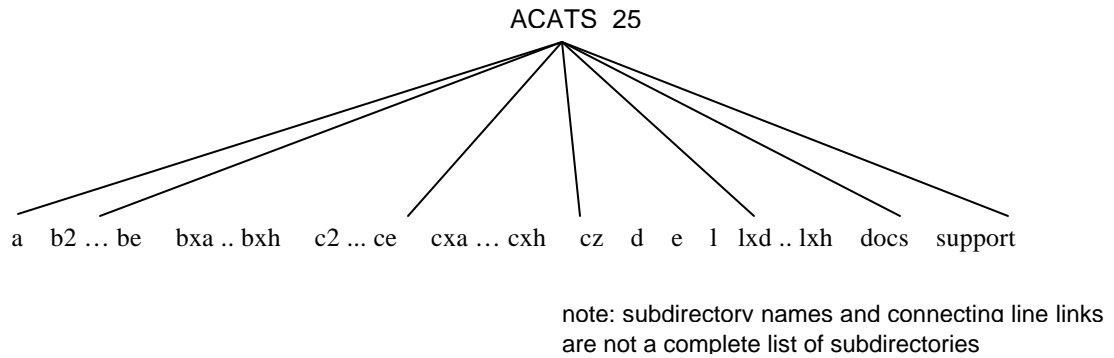 ACATS 25
a b2 … be bxa .. bxh c2 ... ce cxa … cxh cz d e l lxd .. lxh docs support
note: subdirectory names and connecting line links
are not a complete list of subdirectories